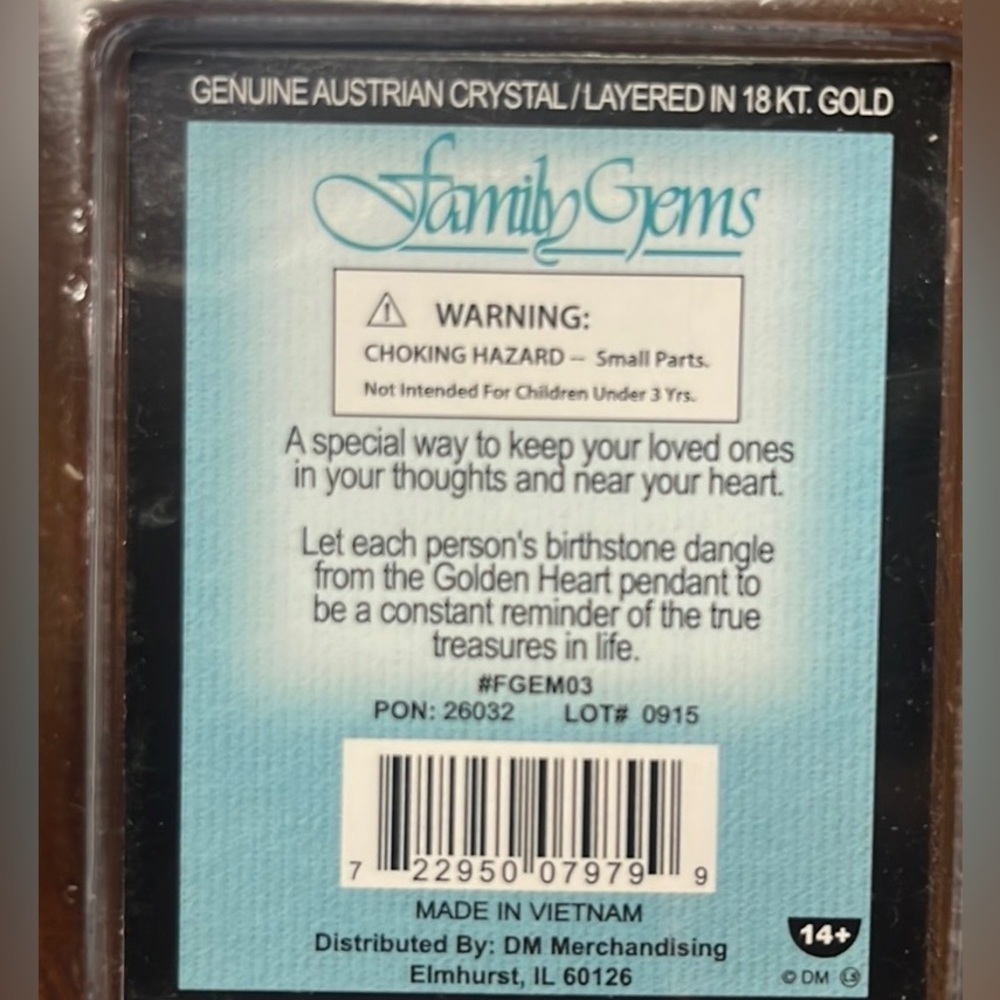 GENUINE AUSTRIAN CRYSTAL / LAYERED IN 18 KT. GOLD
Family Gems
WARNING:
CHOKING HAZARD -- Small Parts.
Not Intended For Children Under 3 Yrs.
A special way to keep your loved ones
in your thoughts and near your heart.
Let each person's birthstone dangle
from the Golden Heart pendant to
be a constant reminder of the true
treasures in life.
#FGEM03
PON: 26032 LOT# 0915
7 22950 07979 9
MADE IN VIETNAM
Distributed By: DM Merchandising
Elmhurst, IL 60126
14+
© DM LS